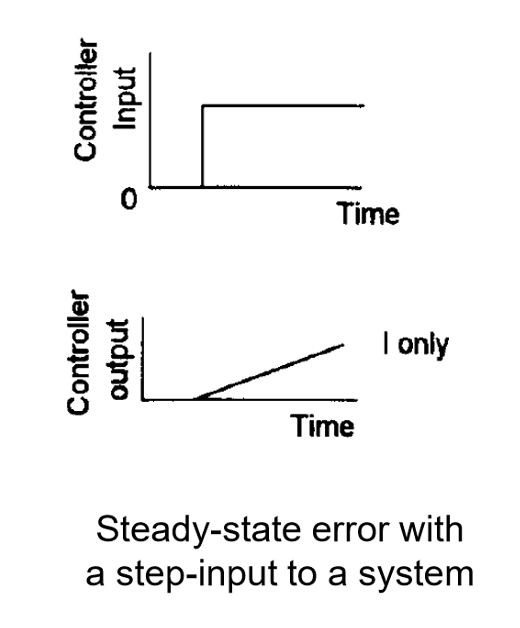 Controller
Input
0
Time
Controller
output
I only
Time
Steady-state error with
a step-input to a system